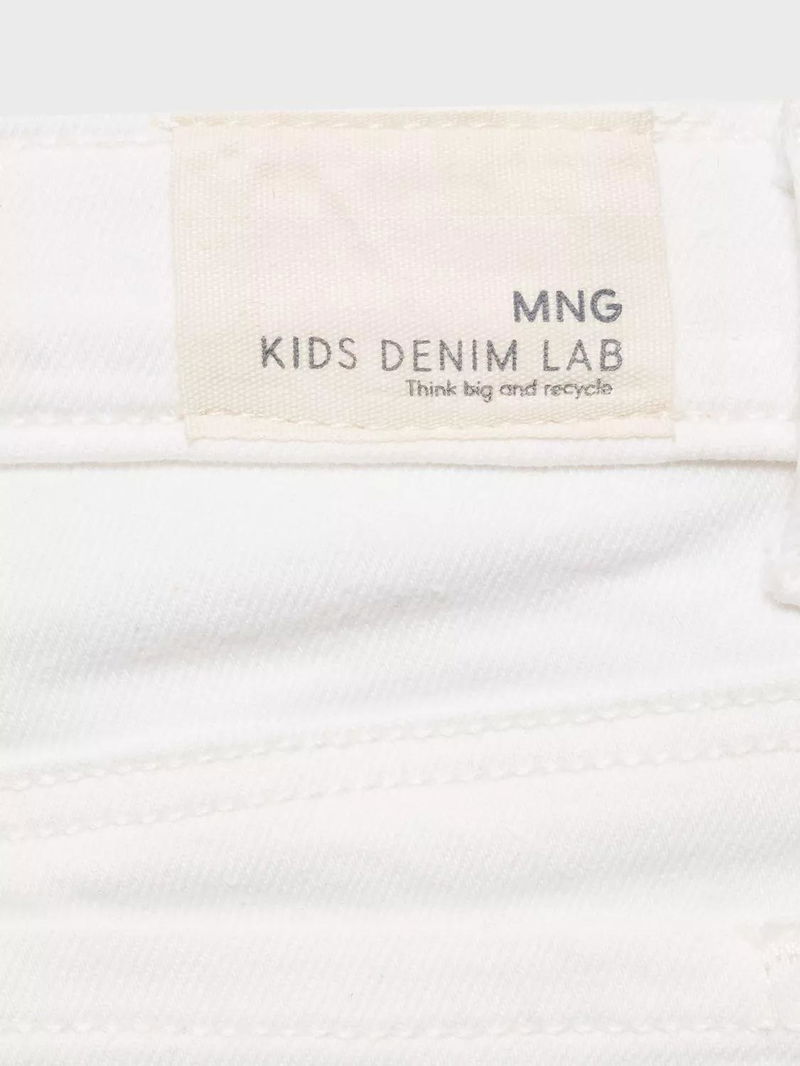 MNG
KIDS DENIM LAB
Think big and recycle